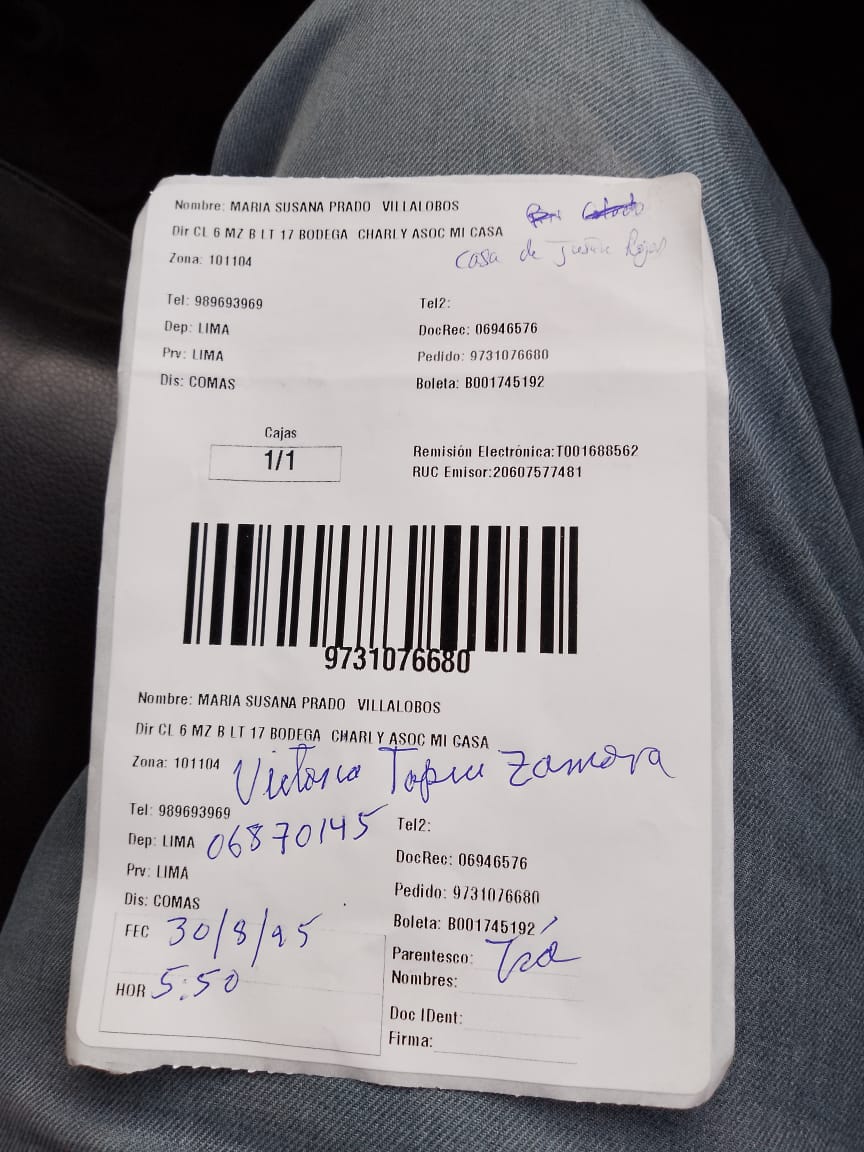 Nombre: MARIA SUSANA PRADO VILLALOBOS
Dir CL 6 MZ B LT 17 BODEGA CHARLY ASOC MI CASA
Casa de
Zona: 101104
Tel: 989693969 Tel2:
Dep: LIMA DocRec: 06946576
Prv: LIMA Pedido: 9731076680
Dis: COMAS Boleta: B001745192
Cajas
1/1
Remisión Electrónica:T001688562
RUC Emisor:20607577481
9731076680
Nombre: MARIA SUSANA PRADO VILLALOBOS
Dir CL 6 MZ B LT 17 BODEGA CHARLY ASOC MI CASA
Zona: 101104 Victoria Zamora
Tel: 989693969 Tel2:
Dep: LIMA 06870145
DocRec: 06946576
Prv: LIMA
Pedido: 9731076680
Dis: COMAS
Boleta: B001745192
FEC 30/8/25
Parentesco: Tía
Nombres:
HOR 5:50
Doc IDent:
Firma: